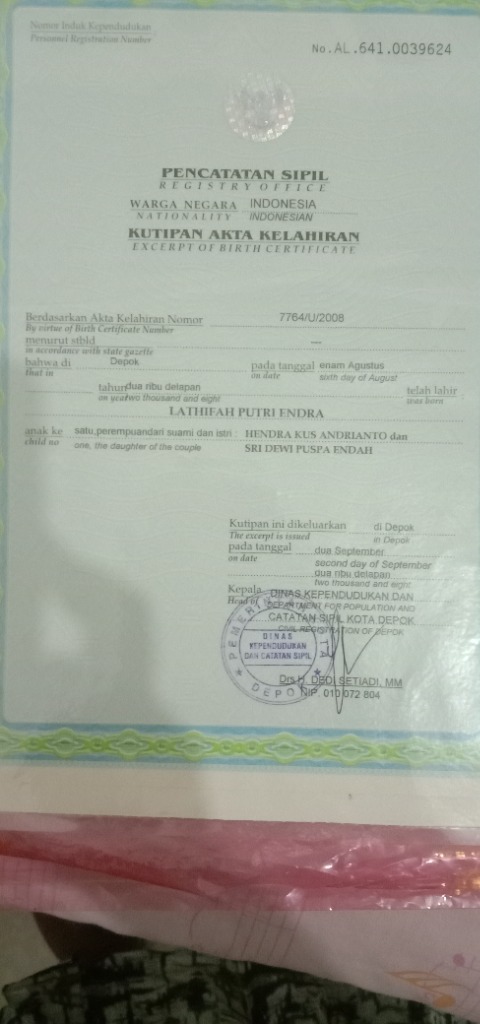 Nomor Induk Kependudukan
Personnel Registration Number
No.AL.641.0039624
PENCATATAN SIPIL
REGISTRY OFFICE
WARGA NEGARA INDONESIA
NATIONALITY INDONESIAN
KUTIPAN AKTA KELAHIRAN
EXCERPT OF BIRTH CERTIFICATE
Berdasarkan Akta Kelahiran Nomor 7764/U/2008
By virtue of Birth Certificate Number
menurut stbld ---
in accordance with state gazette
bahwa di Depok pada tanggal enam Agustus
that in on date sixth day of August
tahun dua ribu delapan telah lahir
on year two thousand and eight was born
LATHIFAH PUTRI ENDRA
anak ke satu,perempuandari suami dan istri : HENDRA KUS ANDRIANTO dan
child no one, the daughter of the couple SRI DEWI PUSPA ENDAH
Kutipan ini dikeluarkan di Depok
The excerpt is issued in Depok
pada tanggal dua September
on date second day of September
dua ribu delapan
two thousand and eight
Kepala DINAS KEPENDUDUKAN DAN
Head of DEPARTMENT FOR POPULATION AND
CATATAN SIPIL KOTA DEPOK
CIVIL REGISTRATION OF DEPOK
DINAS
KEPENDUDUKAN
DAN CATATAN SIPIL
DEPOK
Drs H. DEDI SETIADI, MM
NIP. 010 072 804